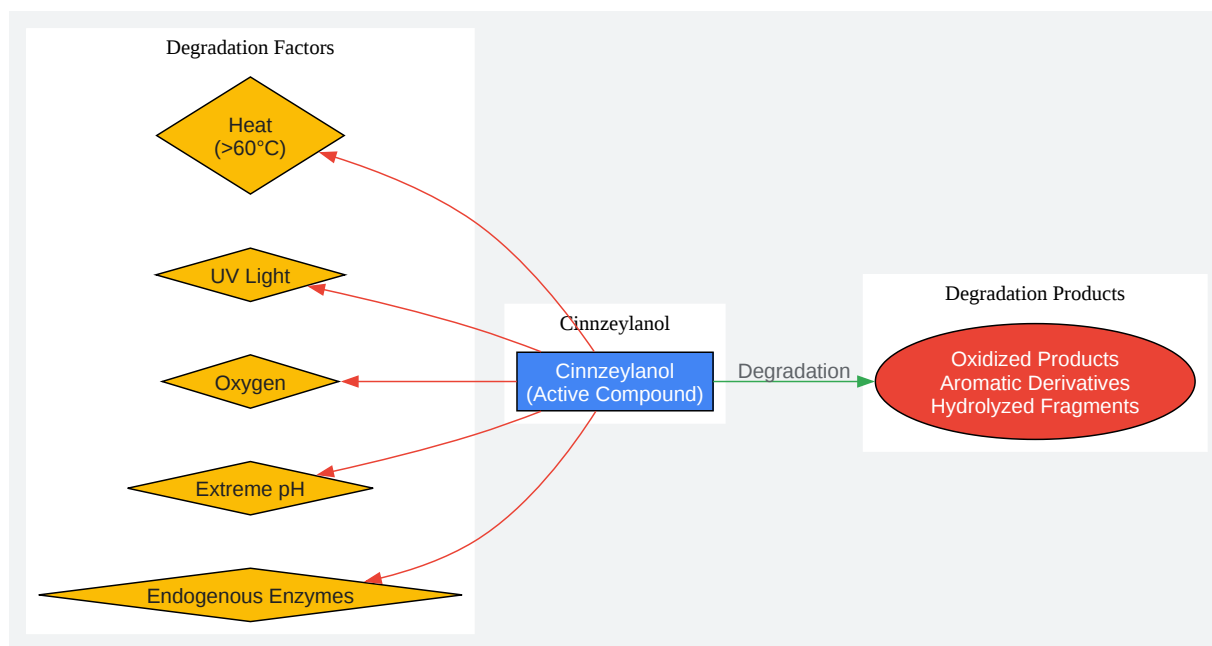 Degradation Factors
Heat
(>60°C)
UV Light
Oxygen
Extreme pH
Endogenous Enzymes
Cinnzeylanol
Cinnzeylanol
(Active Compound)
Degradation
Degradation Products
Oxidized Products
Aromatic Derivatives
Hydrolyzed Fragments